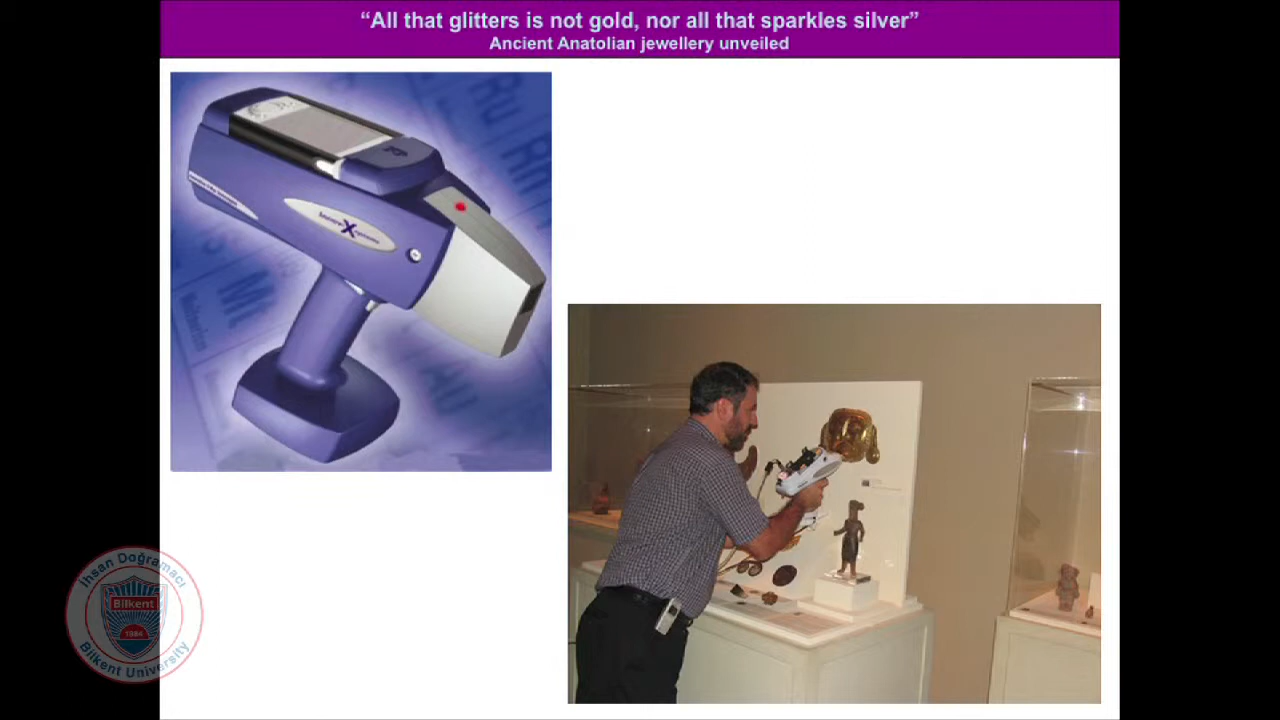 “All that glitters is not gold, nor all that sparkles silver”
Ancient Anatolian jewellery unveiled
Ru
X
İhsan Doğramacı
Bilkent
1984
Bilkent University